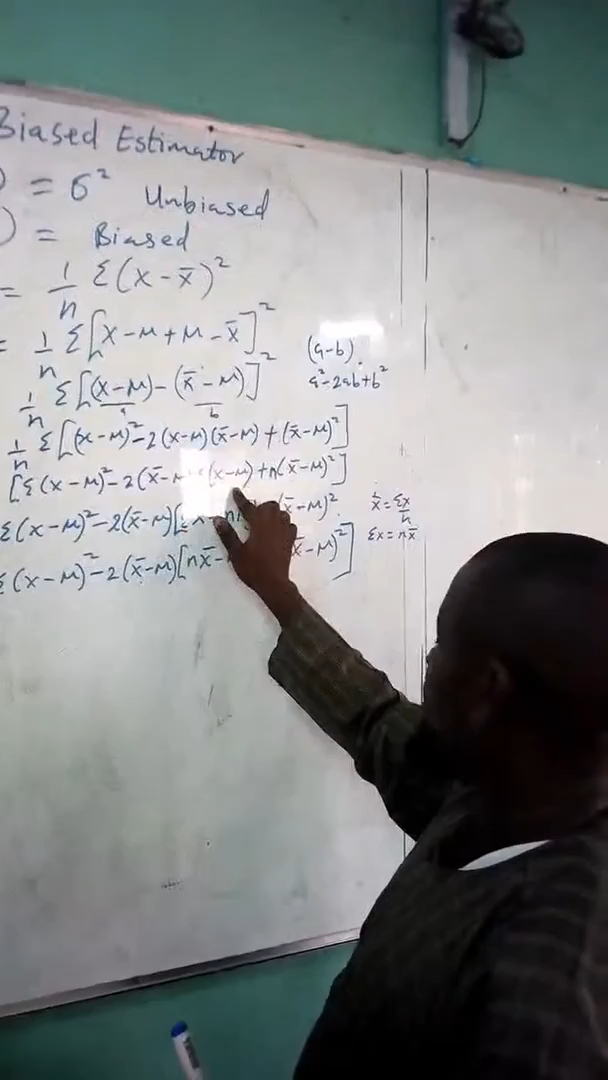 Biased Estimator
) = σ² Unbiased
) = Biased
= 1/n Σ(x - x̄)²
= 1/n Σ[x - μ + μ - x̄]²
(a-b)
1/n Σ[(x-μ) - (x̄-μ)]²
a b
a² - 2ab + b²
1/n Σ[(x-μ)² - 2(x-μ)(x̄-μ) + (x̄-μ)²]
[Σ(x-μ)² - 2(x̄-μ (x-μ) + n(x̄-μ)²]
Σ(x-μ)² - 2(x̄-μ)[Σx - n x̄-μ)²
x̄ = Σx/n
Σx = nx̄
Σ(x-μ)² - 2(x̄-μ)[nx̄ - x̄-μ)²]